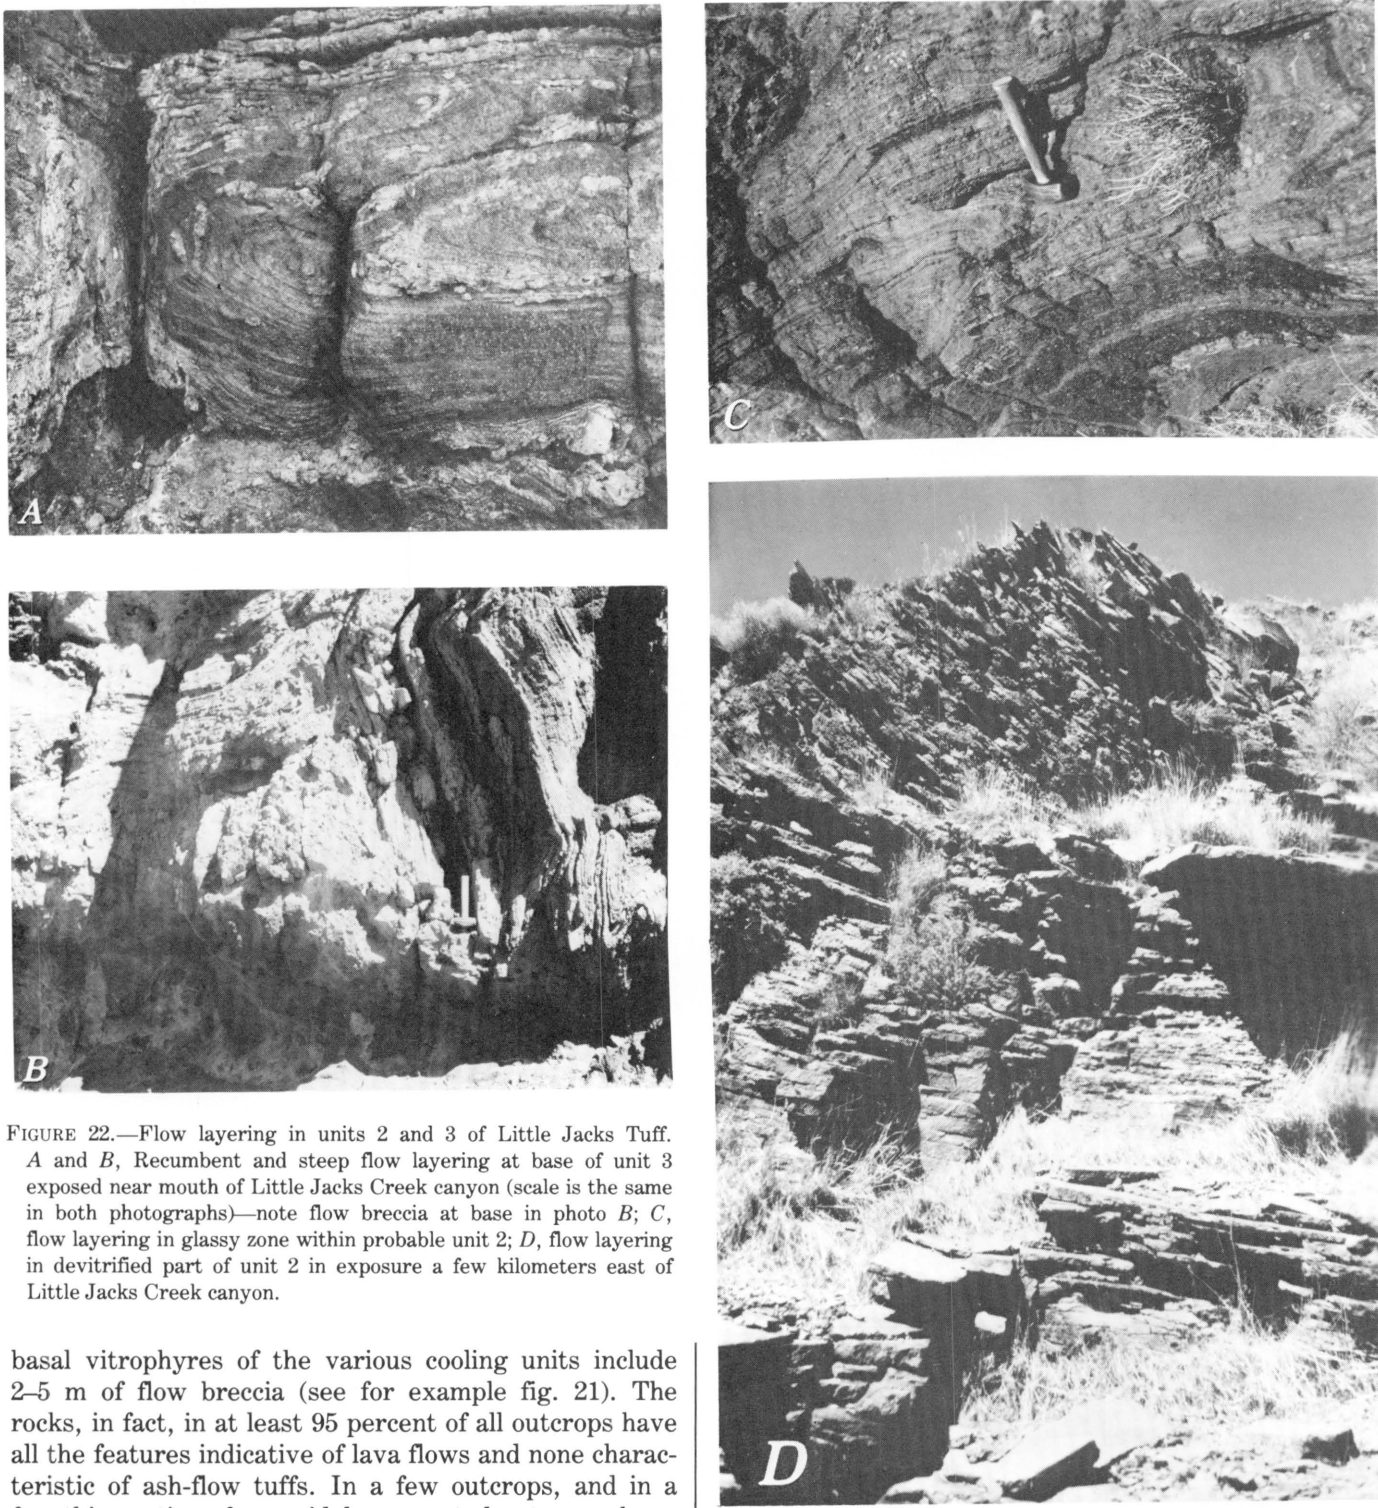 A
C
B
FIGURE 22.—Flow layering in units 2 and 3 of Little Jacks Tuff.
A and B, Recumbent and steep flow layering at base of unit 3
exposed near mouth of Little Jacks Creek canyon (scale is the same
in both photographs)—note flow breccia at base in photo B; C,
flow layering in glassy zone within probable unit 2; D, flow layering
in devitrified part of unit 2 in exposure a few kilometers east of
Little Jacks Creek canyon.
basal vitrophyres of the various cooling units include
2–5 m of flow breccia (see for example fig. 21). The
rocks, in fact, in at least 95 percent of all outcrops have
all the features indicative of lava flows and none charac-
teristic of ash-flow tuffs. In a few outcrops, and in a
D